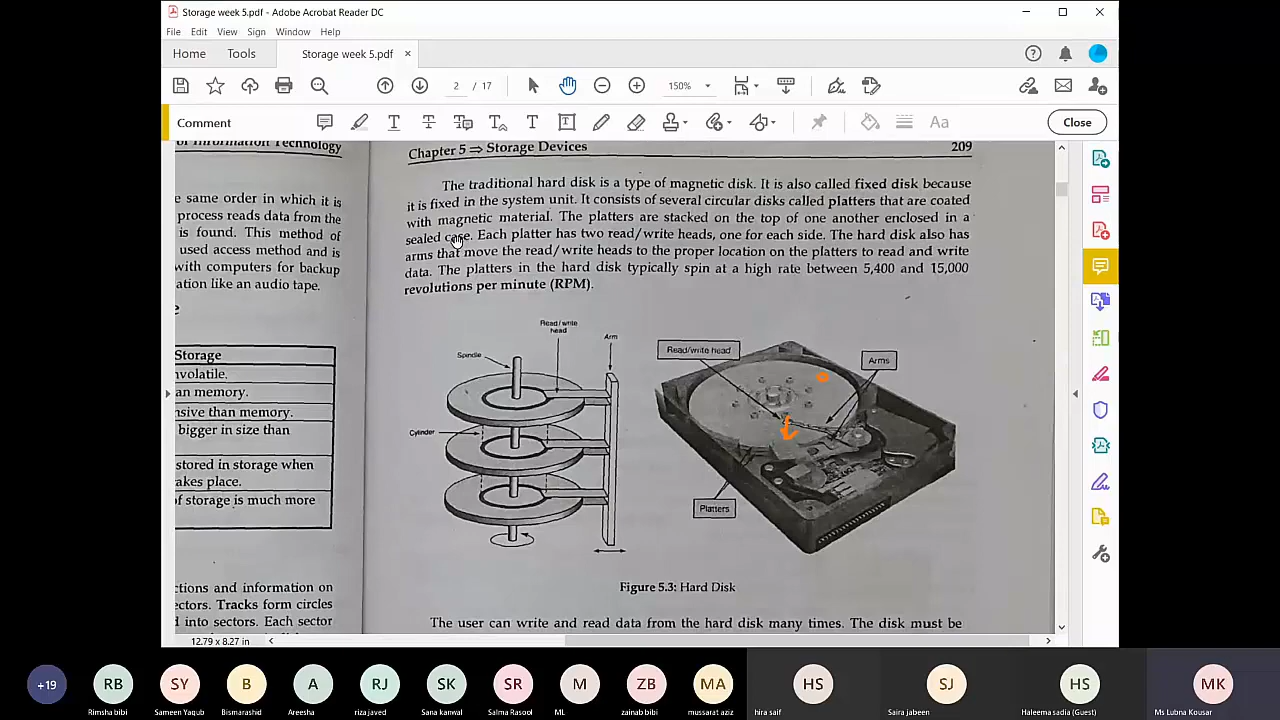 Storage week 5.pdf - Adobe Acrobat Reader DC
File Edit View Sign Window Help
Home Tools Storage week 5.pdf ×
2 / 17 150%
Comment Close
of Information Technology
e same order in which it is
process reads data from the
is found. This method of
used access method and is
with computers for backup
ation like an audio tape.
e
Storage
nvolatile.
an memory.
nsive than memory.
bigger in size than
stored in storage when
akes place.
of storage is much more
ctions and information on
ectors. Tracks form circles
into sectors. Each sector
Chapter 5 ⇒ Storage Devices 209
The traditional hard disk is a type of magnetic disk. It is also called fixed disk because
it is fixed in the system unit. It consists of several circular disks called platters that are coated
with magnetic material. The platters are stacked on the top of one another enclosed in a
sealed case. Each platter has two read/write heads, one for each side. The hard disk also has
arms that move the read/write heads to the proper location on the platters to read and write
data. The platters in the hard disk typically spin at a high rate between 5,400 and 15,000
revolutions per minute (RPM).
Read/write
head
Arm
Spindle
Cylinder
Read/write head
Arms
Platters
Figure 5.3: Hard Disk
The user can write and read data from the hard disk many times. The disk must be
12.79 x 8.27 in
+19 RB SY B A RJ SK SR M ZB MA HS SJ HS MK
Rimsha bibi Sameen Yaqub Bismarashid Areesha riza javed Sana kanwal Salma Rasool ML zainab bibi mussarat aziz hira saif Saira jabeen Haleema sadia (Guest) Ms Lubna Kousar